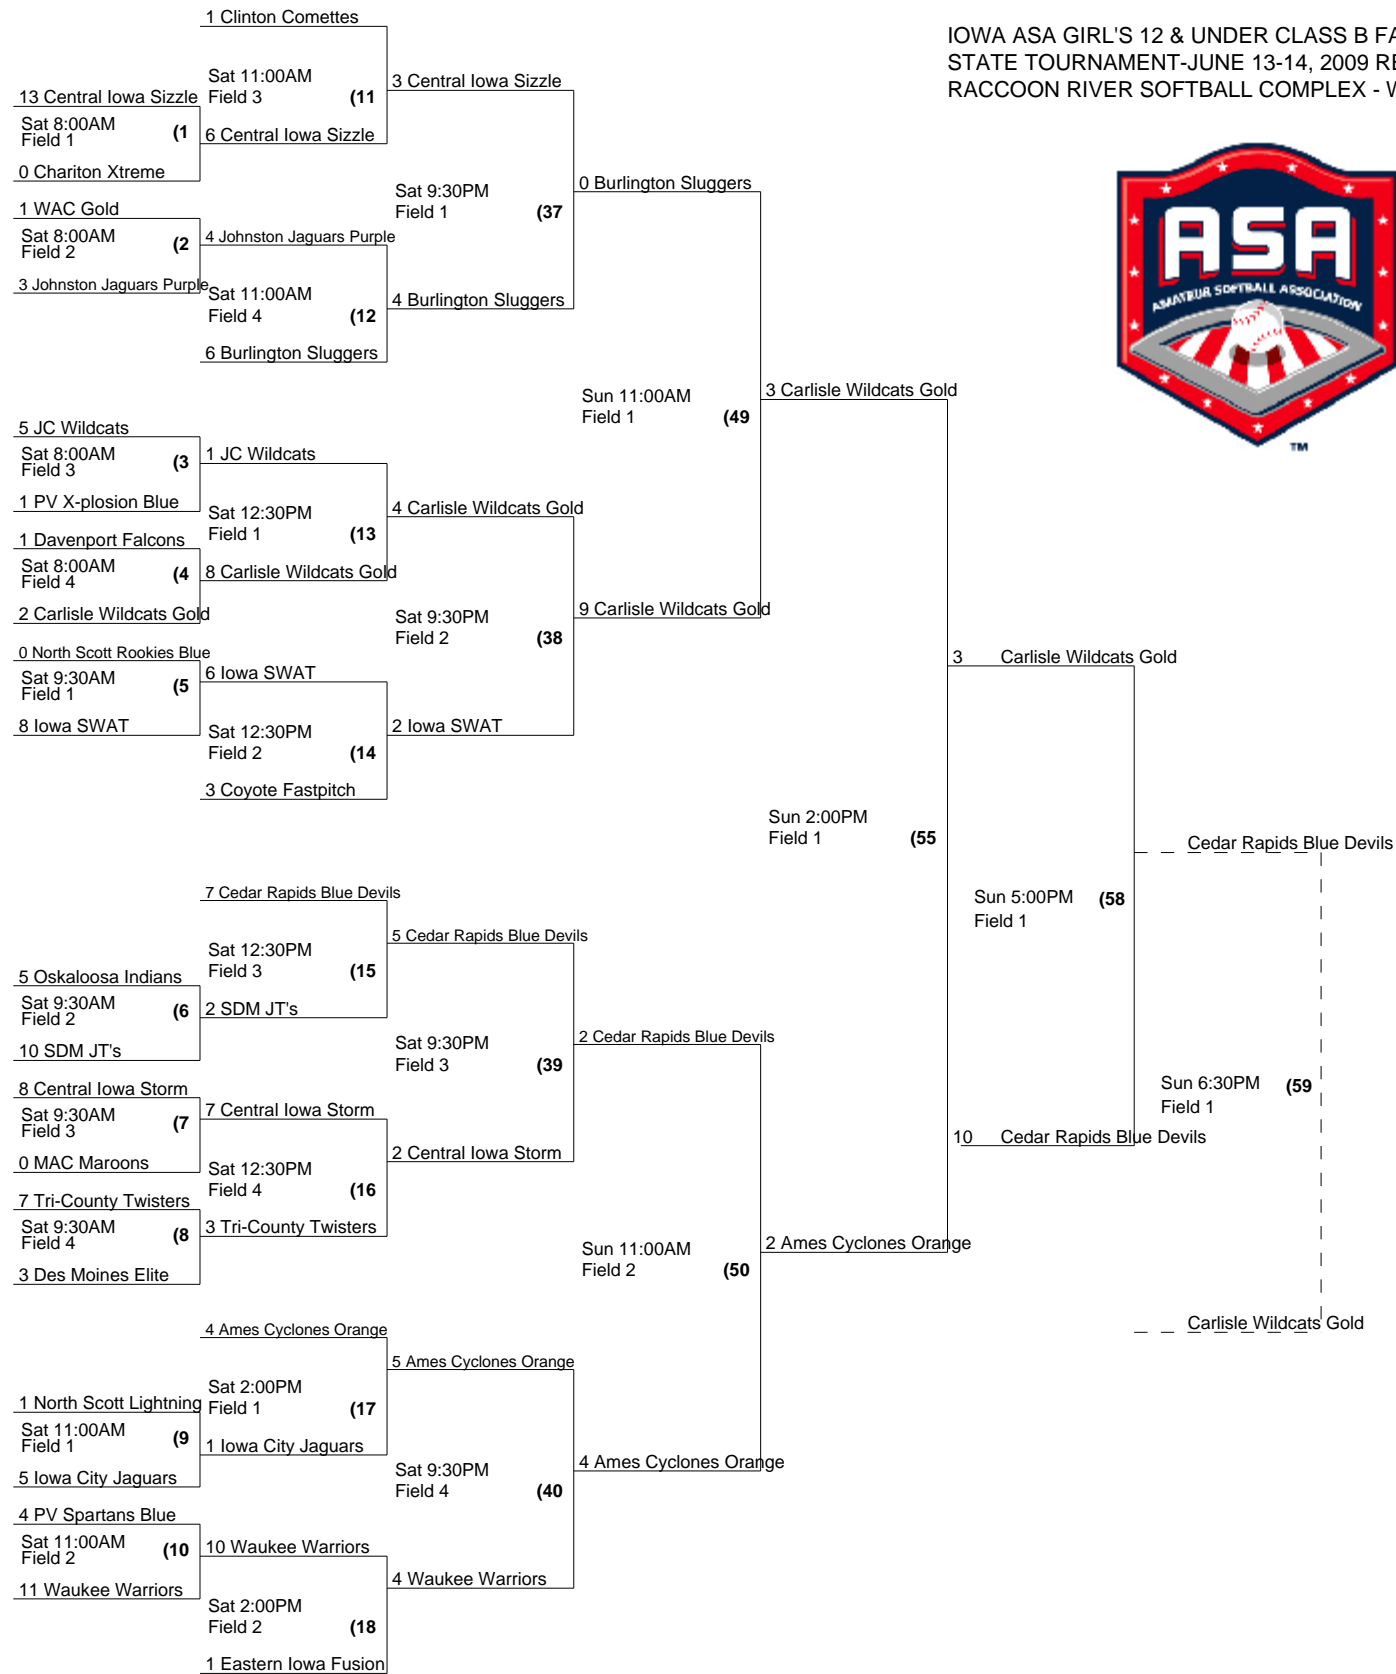 1 Clinton Comettes
IOWA ASA GIRL'S 12 & UNDER CLASS B FA
STATE TOURNAMENT-JUNE 13-14, 2009 RE
RACCOON RIVER SOFTBALL COMPLEX - W
Sat 11:00AM
Field 3 (11
3 Central Iowa Sizzle
13 Central Iowa Sizzle
Sat 8:00AM
Field 1 (1
6 Central Iowa Sizzle
0 Chariton Xtreme
Sat 9:30PM
Field 1 (37
0 Burlington Sluggers
1 WAC Gold
Sat 8:00AM
Field 2 (2
4 Johnston Jaguars Purple
3 Johnston Jaguars Purple
Sat 11:00AM
Field 4 (12
4 Burlington Sluggers
6 Burlington Sluggers
ASA
AMATEUR SOFTBALL ASSOCIATION
TM
Sun 11:00AM
Field 1 (49
3 Carlisle Wildcats Gold
5 JC Wildcats
Sat 8:00AM
Field 3 (3
1 JC Wildcats
1 PV X-plosion Blue
Sat 12:30PM
Field 1 (13
4 Carlisle Wildcats Gold
1 Davenport Falcons
Sat 8:00AM
Field 4 (4
8 Carlisle Wildcats Gold
2 Carlisle Wildcats Gold
Sat 9:30PM
Field 2 (38
9 Carlisle Wildcats Gold
0 North Scott Rookies Blue
Sat 9:30AM
Field 1 (5
6 Iowa SWAT
8 Iowa SWAT
Sat 12:30PM
Field 2 (14
2 Iowa SWAT
3 Coyote Fastpitch
3 Carlisle Wildcats Gold
Sun 2:00PM
Field 1 (55
Cedar Rapids Blue Devils
Sun 5:00PM (58
Field 1
7 Cedar Rapids Blue Devils
Sat 12:30PM
Field 3 (15
5 Cedar Rapids Blue Devils
5 Oskaloosa Indians
Sat 9:30AM
Field 2 (6
2 SDM JT's
10 SDM JT's
Sat 9:30PM
Field 3 (39
2 Cedar Rapids Blue Devils
8 Central Iowa Storm
Sat 9:30AM
Field 3 (7
7 Central Iowa Storm
0 MAC Maroons
Sat 12:30PM
Field 4 (16
2 Central Iowa Storm
Sun 6:30PM (59
Field 1
10 Cedar Rapids Blue Devils
7 Tri-County Twisters
Sat 9:30AM
Field 4 (8
3 Tri-County Twisters
3 Des Moines Elite
Sun 11:00AM
Field 2 (50
2 Ames Cyclones Orange
Carlisle Wildcats Gold
4 Ames Cyclones Orange
Sat 2:00PM
Field 1 (17
5 Ames Cyclones Orange
1 North Scott Lightning
Sat 11:00AM
Field 1 (9
1 Iowa City Jaguars
5 Iowa City Jaguars
Sat 9:30PM
Field 4 (40
4 Ames Cyclones Orange
4 PV Spartans Blue
Sat 11:00AM
Field 2 (10
10 Waukee Warriors
11 Waukee Warriors
Sat 2:00PM
Field 2 (18
4 Waukee Warriors
1 Eastern Iowa Fusion